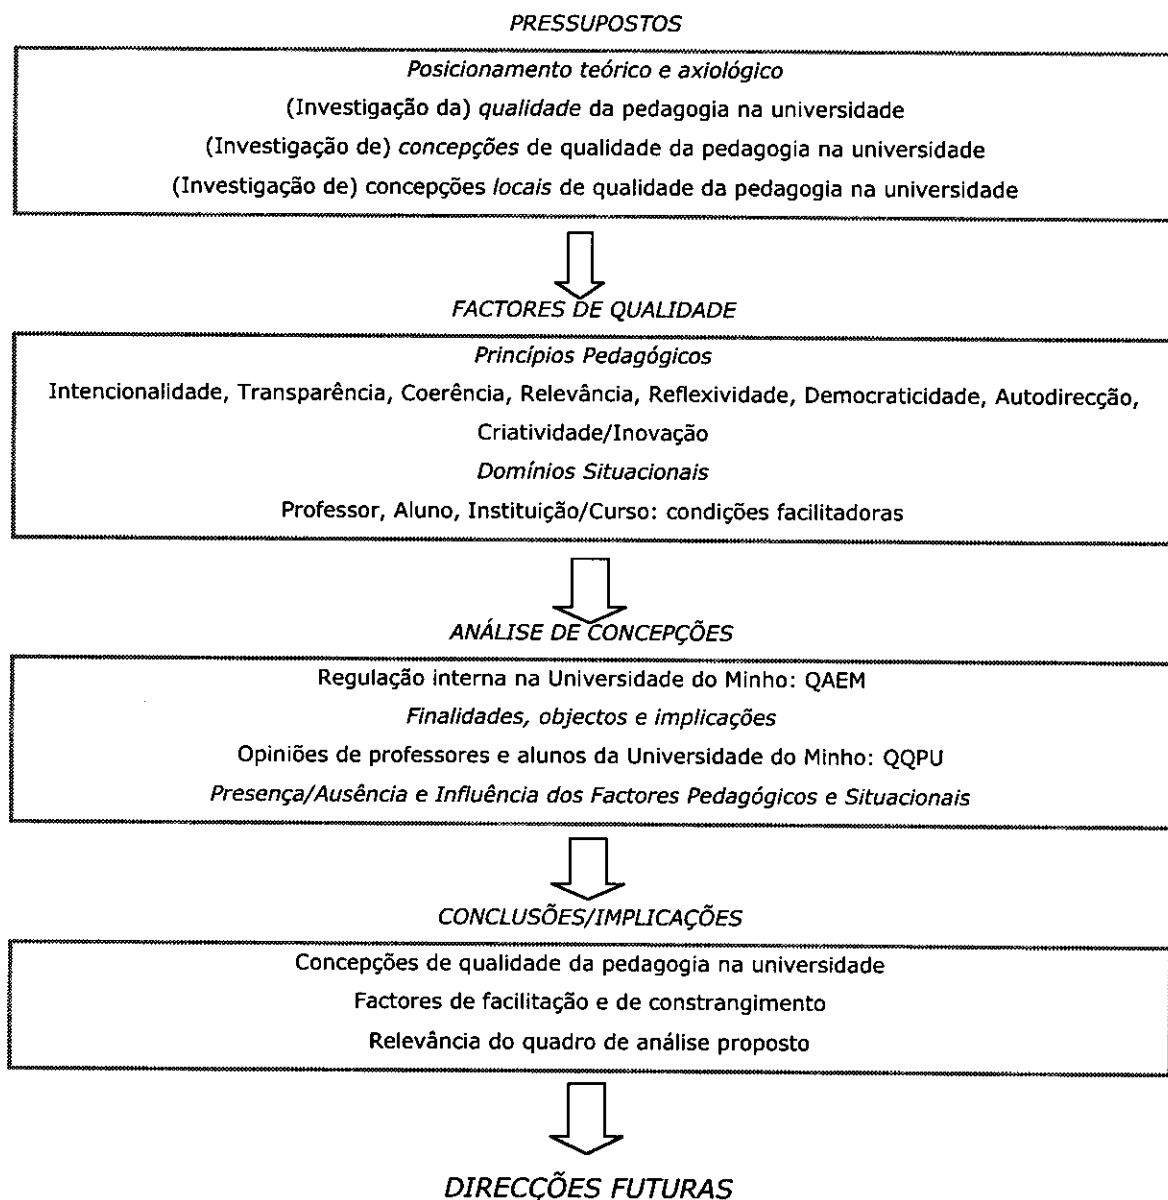 PRESSUPOSTOS
Posicionamento teórico e axiológico
(Investigação da) qualidade da pedagogia na universidade
(Investigação de) concepções de qualidade da pedagogia na universidade
(Investigação de) concepções locais de qualidade da pedagogia na universidade
FACTORES DE QUALIDADE
Princípios Pedagógicos
Intencionalidade, Transparência, Coerência, Relevância, Reflexividade, Democraticidade, Autodirecção,
Criatividade/Inovação
Domínios Situacionais
Professor, Aluno, Instituição/Curso: condições facilitadoras
ANÁLISE DE CONCEPÇÕES
Regulação interna na Universidade do Minho: QAEM
Finalidades, objectos e implicações
Opiniões de professores e alunos da Universidade do Minho: QQPU
Presença/Ausência e Influência dos Factores Pedagógicos e Situacionais
CONCLUSÕES/IMPLICAÇÕES
Concepções de qualidade da pedagogia na universidade
Factores de facilitação e de constrangimento
Relevância do quadro de análise proposto
DIRECÇÕES FUTURAS